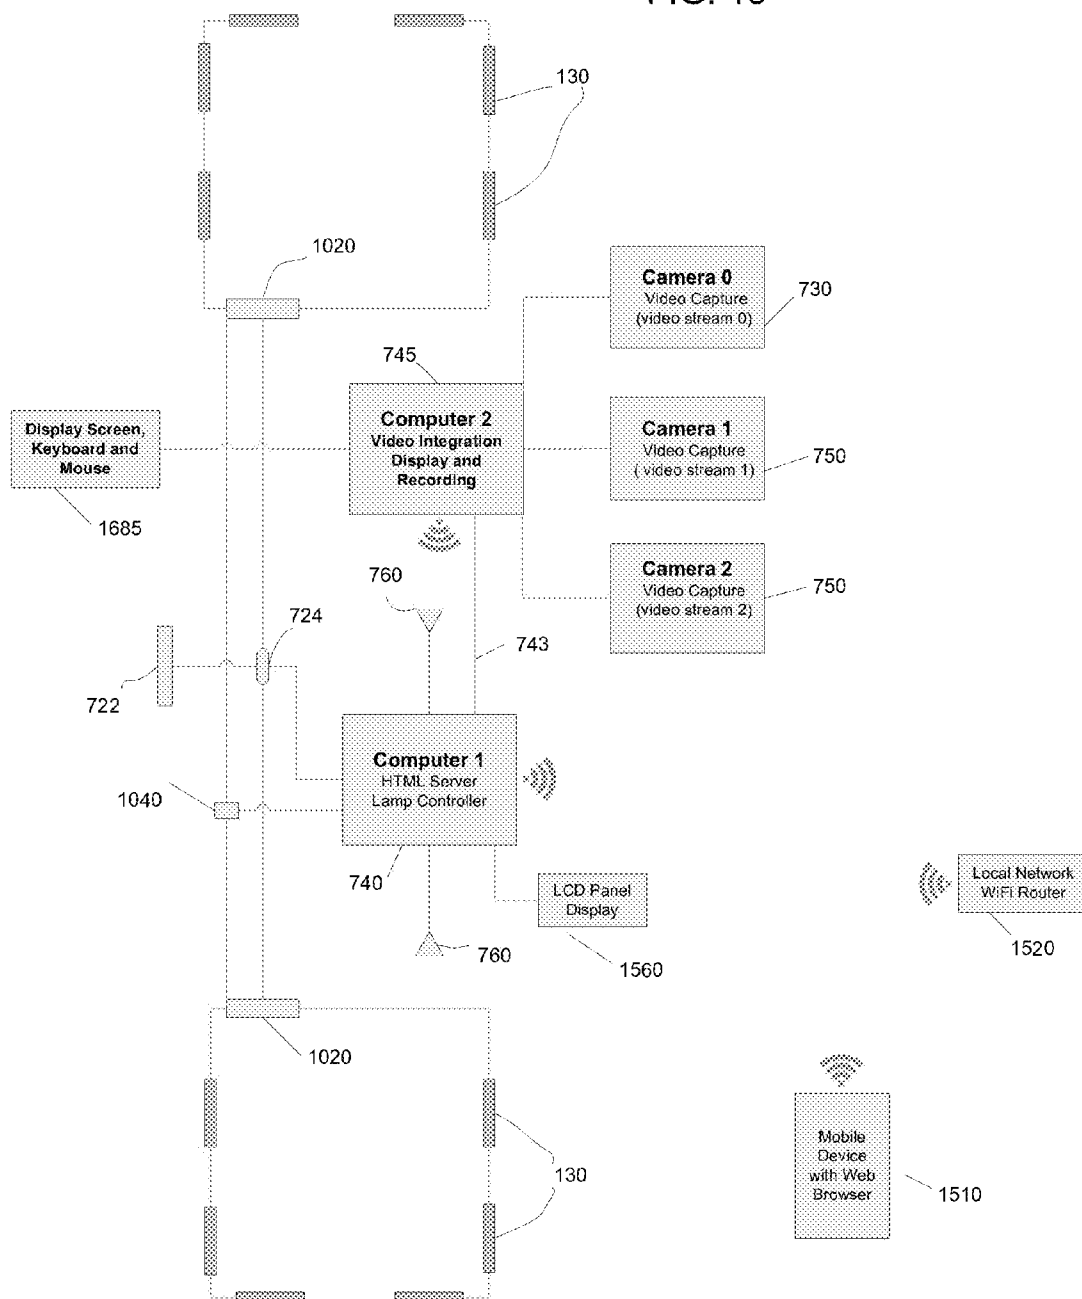 130
1020
Camera 0
Video Capture
(video stream 0)
730
745
Computer 2
Video Integration
Display and
Recording
Display Screen,
Keyboard and
Mouse
1685
Camera 1
Video Capture
( video stream 1)
750
Camera 2
Video Capture
(video stream 2)
750
760
724
743
722
Computer 1
HTML Server
Lamp Controller
1040
740
LCD Panel
Display
1560
760
Local Network
WiFi Router
1520
1020
130
Mobile
Device
with Web
Browser
1510